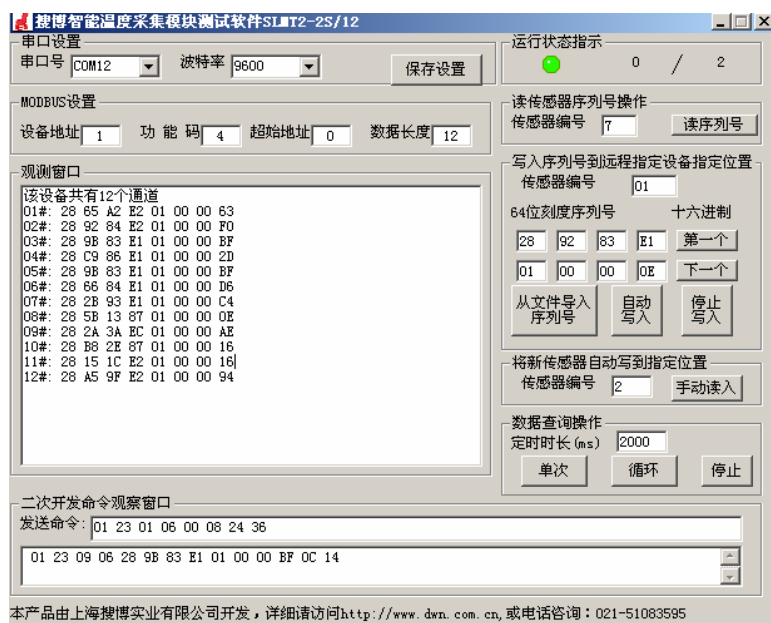 搜博智能温度采集模块测试软件SLMT2-2S/12
串口设置
串口号 COM12 波特率 9600 保存设置
运行状态指示
0 / 2
MODBUS设置
设备地址 1 功 能 码 4 超始地址 0 数据长度 12
读传感器序列号操作
传感器编号 7 读序列号
观测窗口
该设备共有12个通道
01#: 28 65 A2 E2 01 00 00 63
02#: 28 92 84 E2 01 00 00 F0
03#: 28 9B 83 E1 01 00 00 BF
04#: 28 C9 86 E1 01 00 00 2D
05#: 28 9B 83 E1 01 00 00 BF
06#: 28 66 84 E1 01 00 00 D6
07#: 28 2B 93 E1 01 00 00 C4
08#: 28 5B 13 87 01 00 00 0E
09#: 28 2A 3A EC 01 00 00 AE
10#: 28 B8 2E 87 01 00 00 16
11#: 28 15 1C E2 01 00 00 16
12#: 28 A5 9F E2 01 00 00 94
写入序列号到远程指定设备指定位置
传感器编号 01
64位刻度序列号 十六进制
28 92 83 E1 第一个
01 00 00 0E 下一个
从文件导入序列号 自动写入 停止写入
将新传感器自动写到指定位置
传感器编号 2 手动读入
数据查询操作
定时时长(ms) 2000
单次 循环 停止
二次开发命令观察窗口
发送命令: 01 23 01 06 00 08 24 36
01 23 09 06 28 9B 83 E1 01 00 00 BF 0C 14
本产品由上海搜博实业有限公司开发，详细请访问http://www.dwn.com.cn,或电话咨询：021-51083595